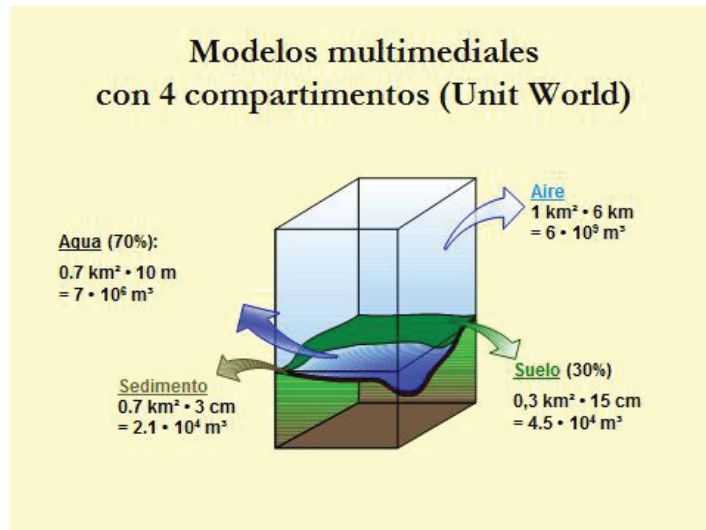 Modelos multimediales
con 4 compartimentos (Unit World)
Aire
1 km² • 6 km
= 6 • 10⁹ m³
Aqua (70%):
0.7 km² • 10 m
= 7 • 10⁶ m³
Sedimento
0.7 km² • 3 cm
= 2.1 • 10⁴ m³
Suelo (30%)
0,3 km² • 15 cm
= 4.5 • 10⁴ m³